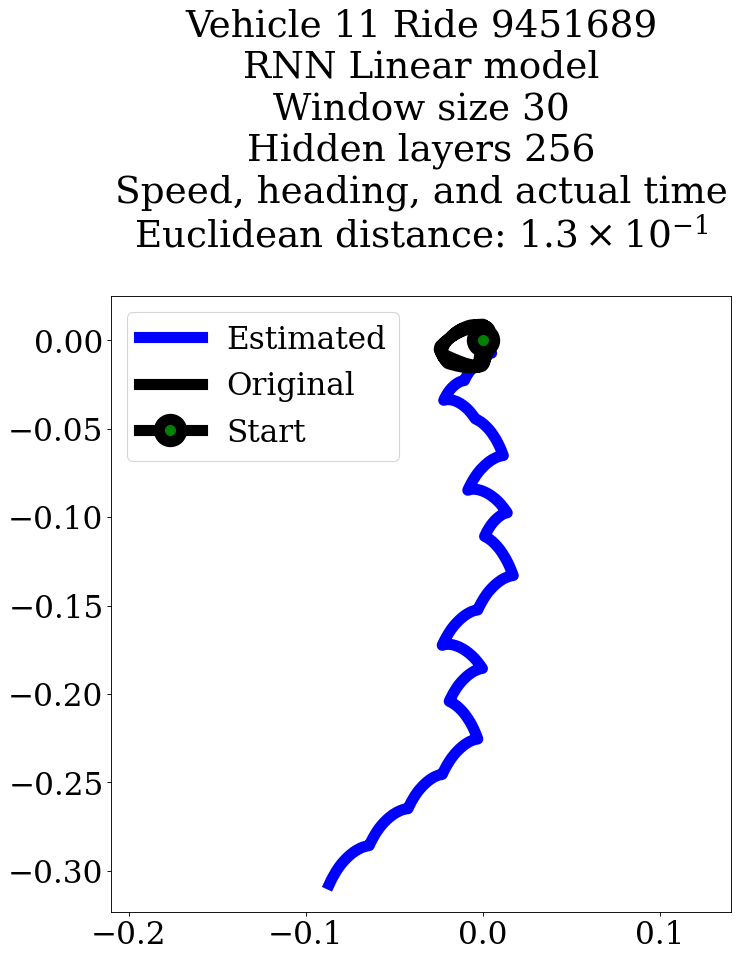 Vehicle 11 Ride 9451689
RNN Linear model
Window size 30
Hidden layers 256
Speed, heading, and actual time
Euclidean distance: 1.3 × 10⁻¹
Estimated
Original
Start
0.00
−0.05
−0.10
−0.15
−0.20
−0.25
−0.30
−0.2 −0.1 0.0 0.1